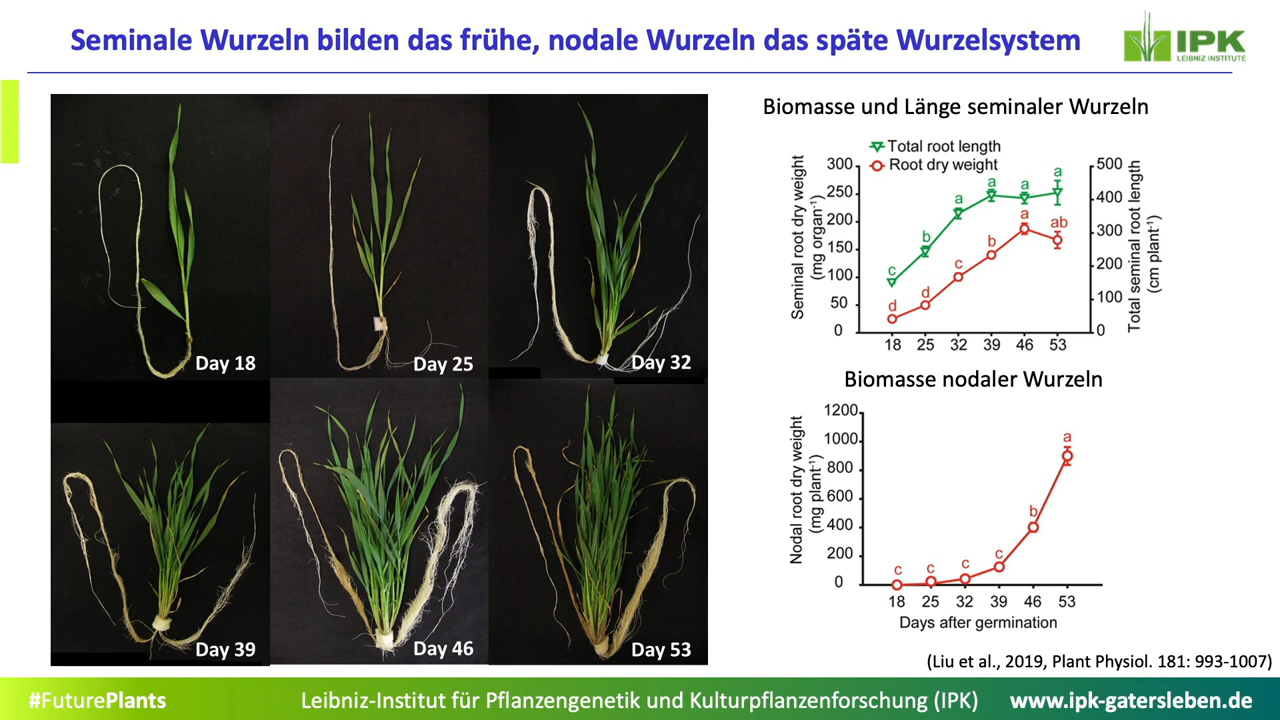 Seminale Wurzeln bilden das frühe, nodale Wurzeln das späte Wurzelsystem
IPK
LEIBNIZ INSTITUTE
Day 18
Day 25
Day 32
Day 39
Day 46
Day 53
Biomasse und Länge seminaler Wurzeln
Total root length
Root dry weight
Seminal root dry weight
(mg organ⁻¹)
300
250
200
150
100
50
0
c
b
a
a
a
a
d
d
c
b
a
ab
500
400
300
200
100
0
Total seminal root length
(cm plant⁻¹)
18 25 32 39 46 53
Biomasse nodaler Wurzeln
Nodal root dry weight
(mg plant⁻¹)
1200
1000
800
600
400
200
0
c
c
c
c
b
a
18 25 32 39 46 53
Days after germination
(Liu et al., 2019, Plant Physiol. 181: 993-1007)
#FuturePlants
Leibniz-Institut für Pflanzengenetik und Kulturpflanzenforschung (IPK)
www.ipk-gatersleben.de